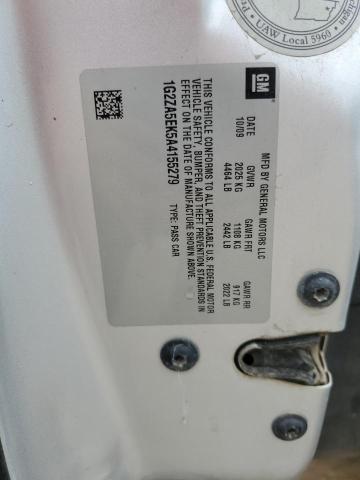 MFD BY GENERAL MOTORS LLC
GM
DATE GVWR GAWR FRT GAWR RR
10/09 2025 KG 1108 KG 917 KG
4464 LB 2442 LB 2022 LB
THIS VEHICLE CONFORMS TO ALL APPLICABLE U.S. FEDERAL MOTOR
VEHICLE SAFETY, BUMPER, AND THEFT PREVENTION STANDARDS IN
EFFECT ON THE DATE OF MANUFACTURE SHOWN ABOVE.
1G2ZA5EK5A4155279 TYPE: PASS CAR
UAW Local 5960